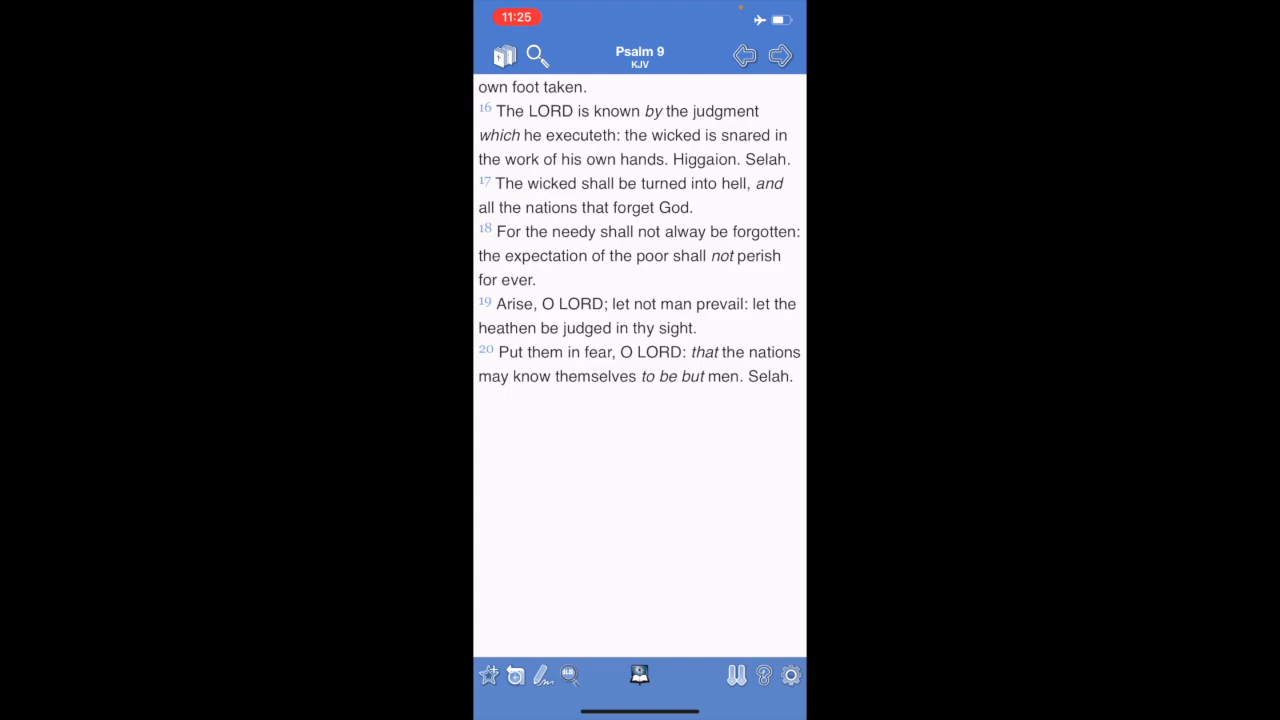 11:25
Psalm 9
KJV
own foot taken.
16 The LORD is known by the judgment
which he executeth: the wicked is snared in
the work of his own hands. Higgaion. Selah.
17 The wicked shall be turned into hell, and
all the nations that forget God.
18 For the needy shall not alway be forgotten:
the expectation of the poor shall not perish
for ever.
19 Arise, O LORD; let not man prevail: let the
heathen be judged in thy sight.
20 Put them in fear, O LORD: that the nations
may know themselves to be but men. Selah.
BLB